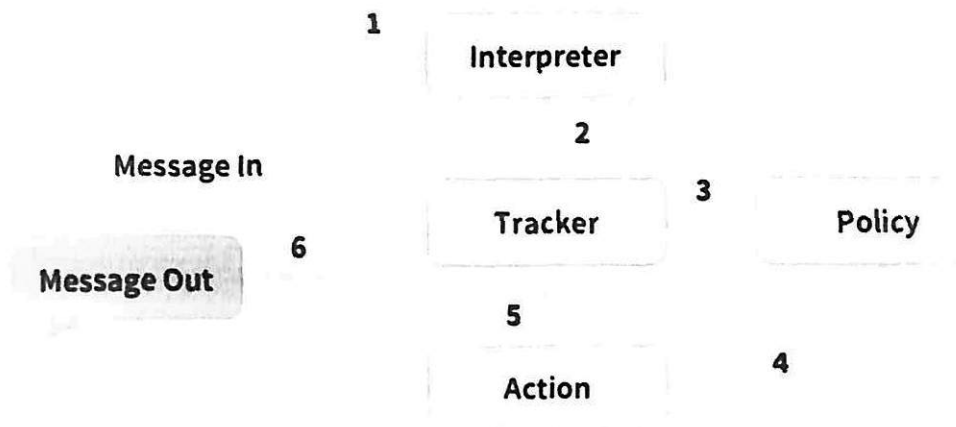 1
Interpreter
2
Message In
3
Tracker
Policy
6
Message Out
5
4
Action